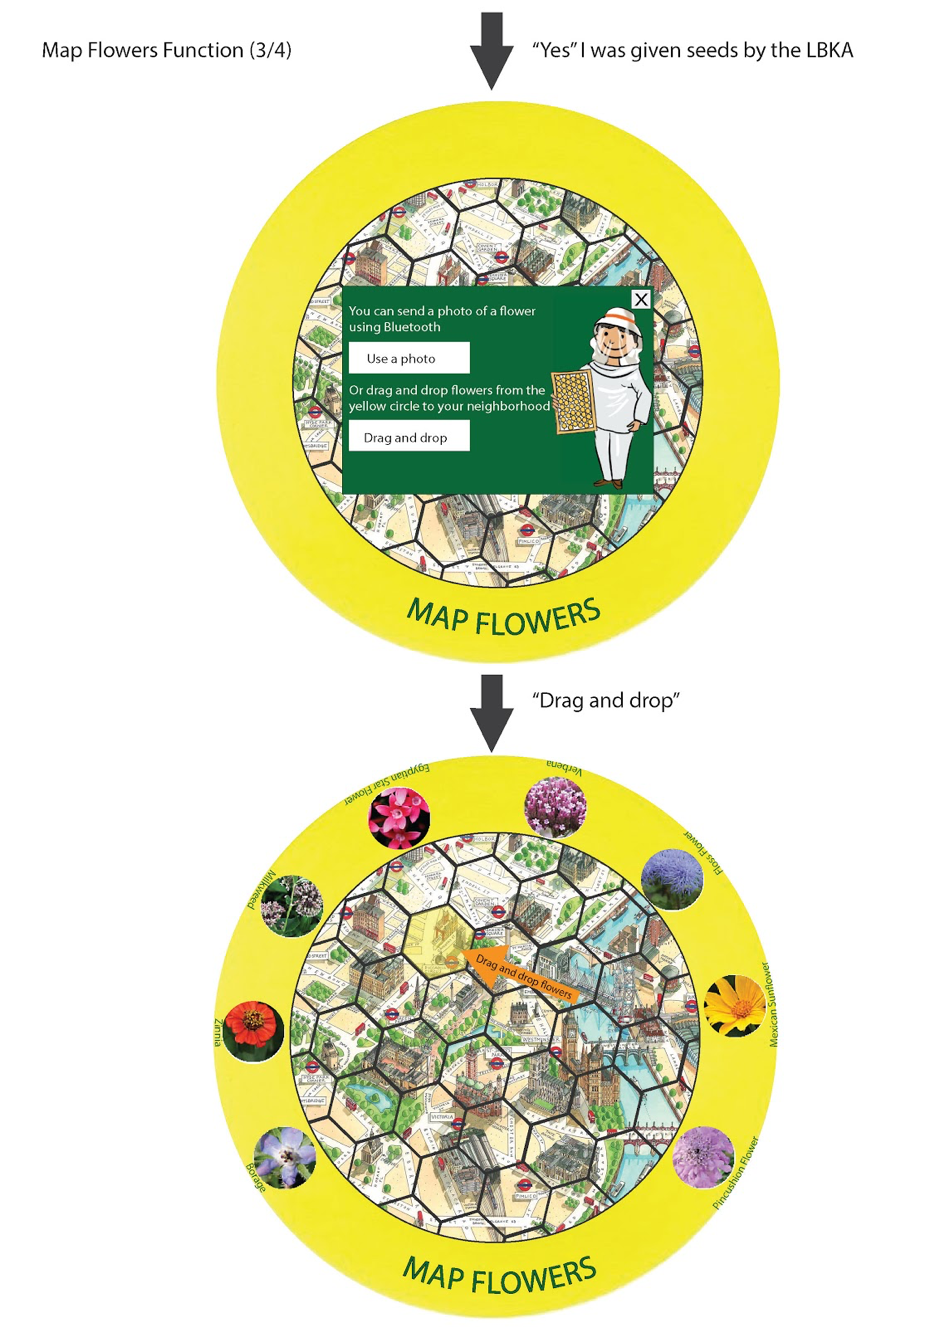 Map Flowers Function (3/4)
“Yes” I was given seeds by the LBKA
You can send a photo of a flower
using Bluetooth
X
Use a photo
Or drag and drop flowers from the
yellow circle to your neighborhood
Drag and drop
PIMLICO
MAP FLOWERS
“Drag and drop”
Egyptian Star Flower
Verbena
Floss Flower
Milkweed
Drag and drop flowers
Mexican Sunflower
Zinnia
VICTORIA
Borage
Pincushion Flower
PIMLICO
MAP FLOWERS